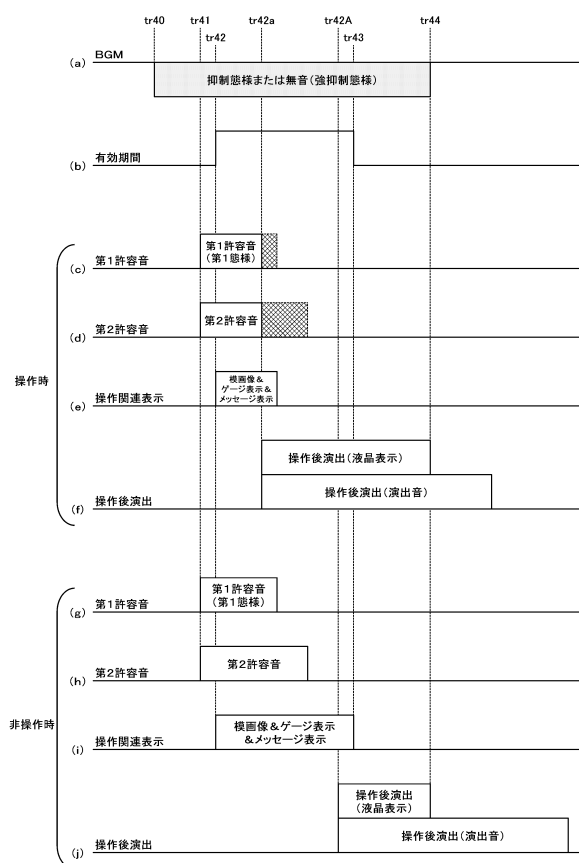 tr40 tr41 tr42a tr42A tr44
tr42 tr43
BGM
(a)
抑制態様または無音(強抑制態様)
(b) 有効期間
操作時
第1許容音
(第1態様)
(c) 第1許容音
第2許容音
(d) 第2許容音
模画像&
ゲージ表示&
メッセージ表示
(e) 操作関連表示
操作後演出(液晶表示)
操作後演出(演出音)
(f) 操作後演出
非操作時
第1許容音
(第1態様)
(g) 第1許容音
第2許容音
(h) 第2許容音
模画像&ゲージ表示
&メッセージ表示
(i) 操作関連表示
操作後演出
(液晶表示)
操作後演出(演出音)
(j) 操作後演出